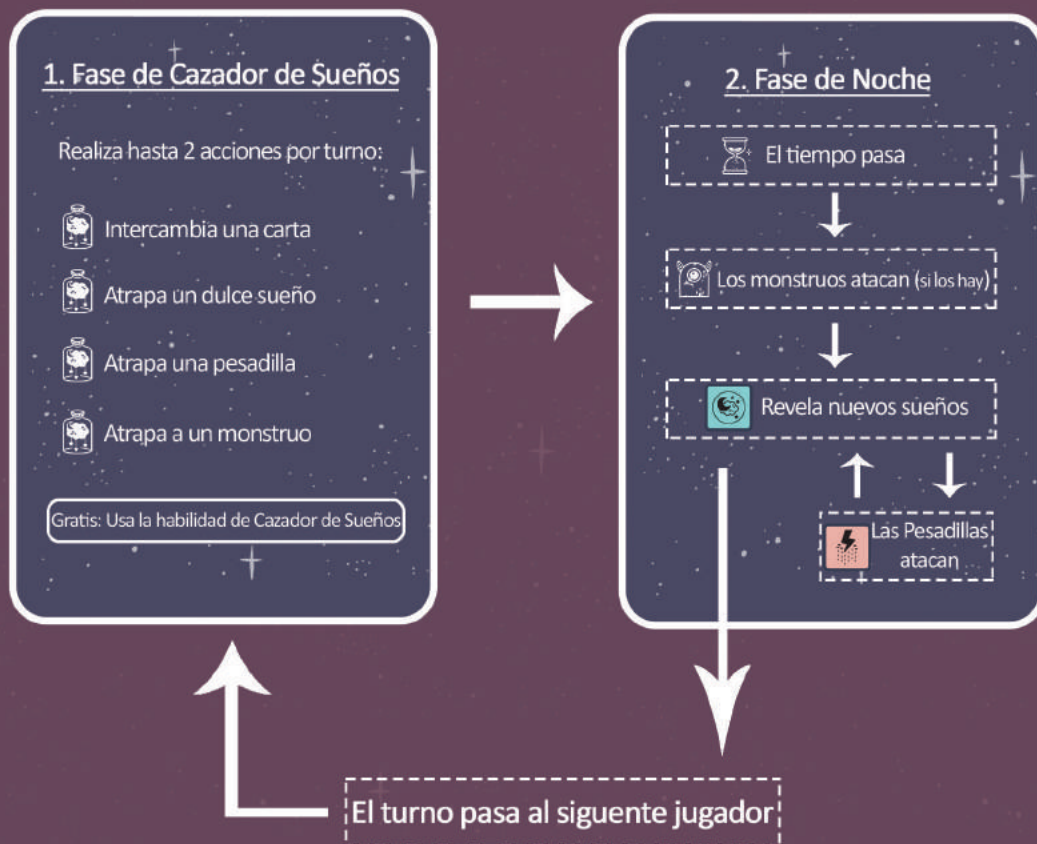 1. Fase de Cazador de Sueños
Realiza hasta 2 acciones por turno:
Intercambia una carta
Atrapa un dulce sueño
Atrapa una pesadilla
Atrapa a un monstruo
Gratis: Usa la habilidad de Cazador de Sueños
2. Fase de Noche
El tiempo pasa
Los monstruos atacan (si los hay)
Revela nuevos sueños
Las Pesadillas
atacan
El turno pasa al siguente jugador